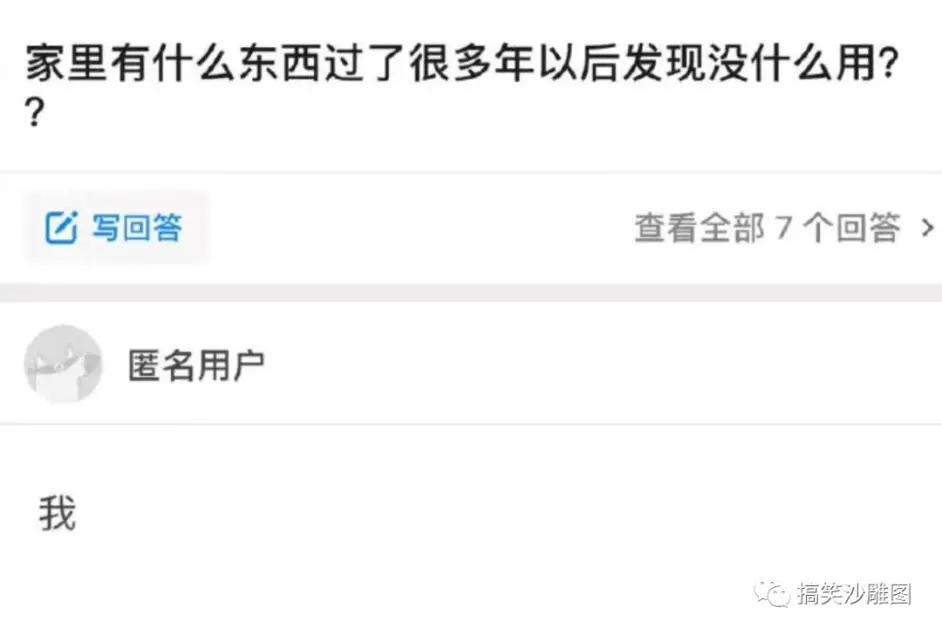 家里有什么东西过了很多年以后发现没什么用?
?
写回答
查看全部 7 个回答 >
匿名用户
我
搞笑沙雕图